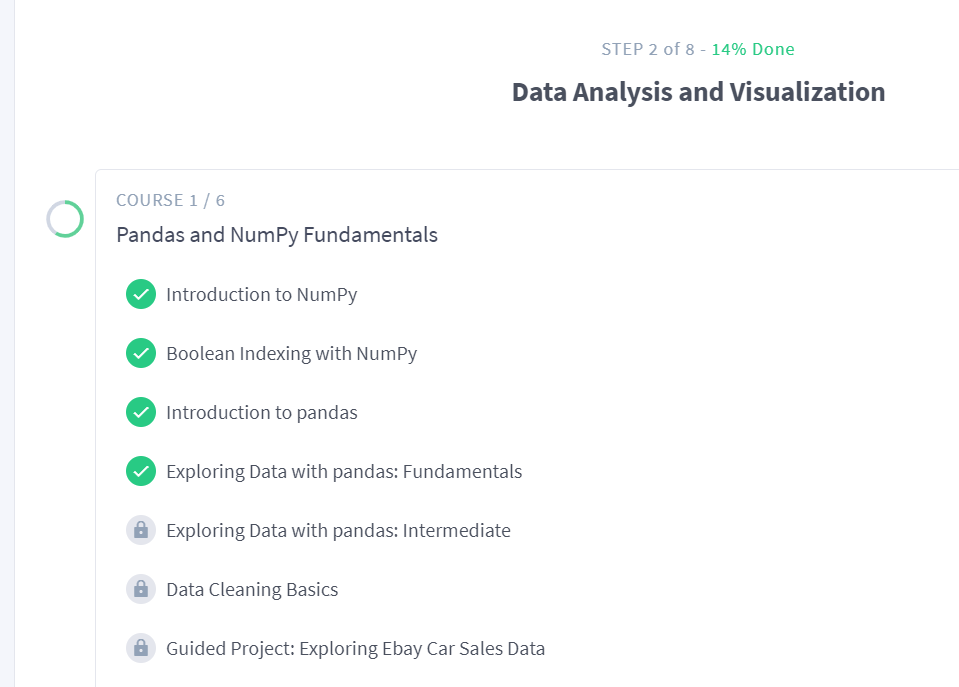 STEP 2 of 8 - 14% Done
Data Analysis and Visualization
COURSE 1 / 6
Pandas and NumPy Fundamentals
Introduction to NumPy
Boolean Indexing with NumPy
Introduction to pandas
Exploring Data with pandas: Fundamentals
Exploring Data with pandas: Intermediate
Data Cleaning Basics
Guided Project: Exploring Ebay Car Sales Data